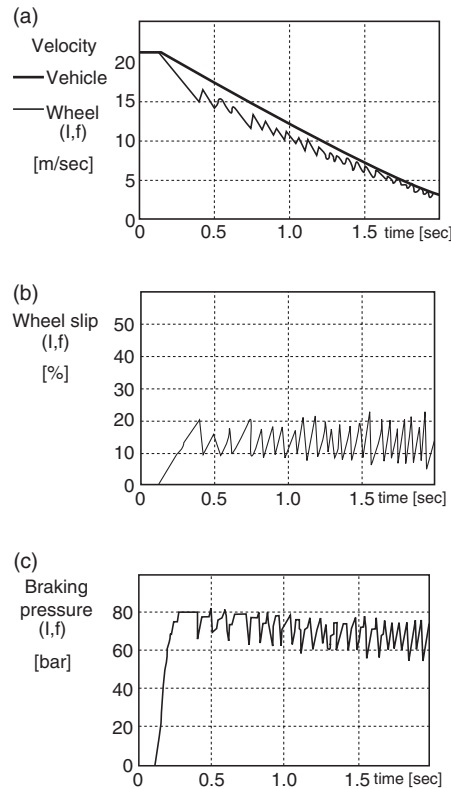 (a)
Velocity
Vehicle
Wheel
(I,f)
[m/sec]
20
15
10
5
0
0
0.5
1.0
1.5
time [sec]
(b)
Wheel slip
(I,f)
[%]
50
40
30
20
10
0
0.5
1.0
1.5
time [sec]
(c)
Braking
pressure
(I,f)
[bar]
80
60
40
20
0
0
0.5
1.0
1.5
time [sec]